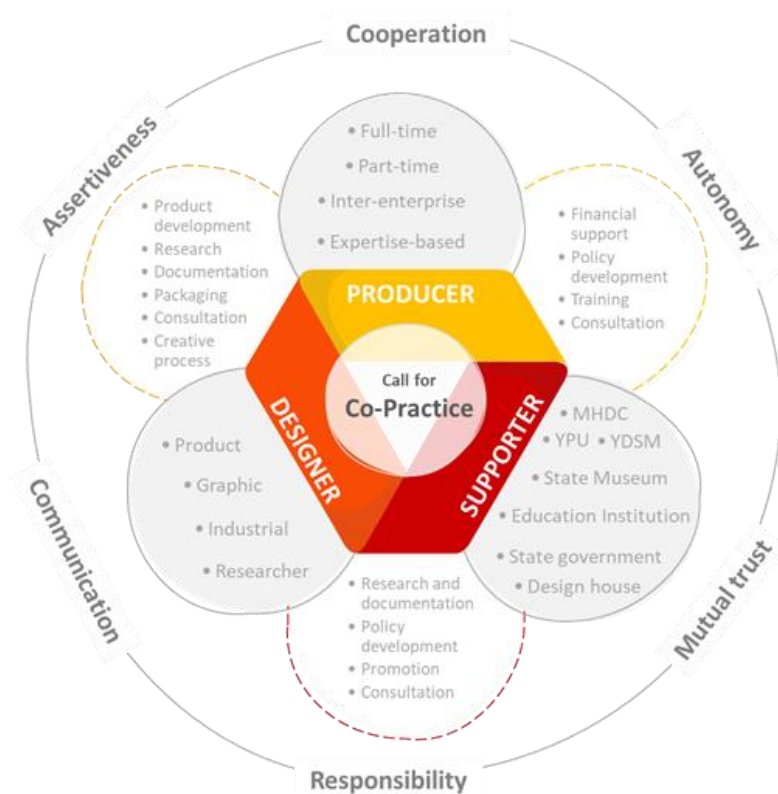 Cooperation
Assertiveness
Autonomy
• Full-time
• Part-time
• Inter-enterprise
• Expertise-based
• Product
development
• Research
• Documentation
• Packaging
• Consultation
• Creative
process
• Financial
support
• Policy
development
• Training
• Consultation
PRODUCER
Call for
Co-Practice
DESIGNER
SUPPORTER
• Product
• Graphic
• Industrial
• Researcher
• MHDC
• YPU • YDSM
• State Museum
• Education Institution
• State government
• Design house
• Research and
documentation
• Policy
development
• Promotion
• Consultation
Communication
Mutual trust
Responsibility